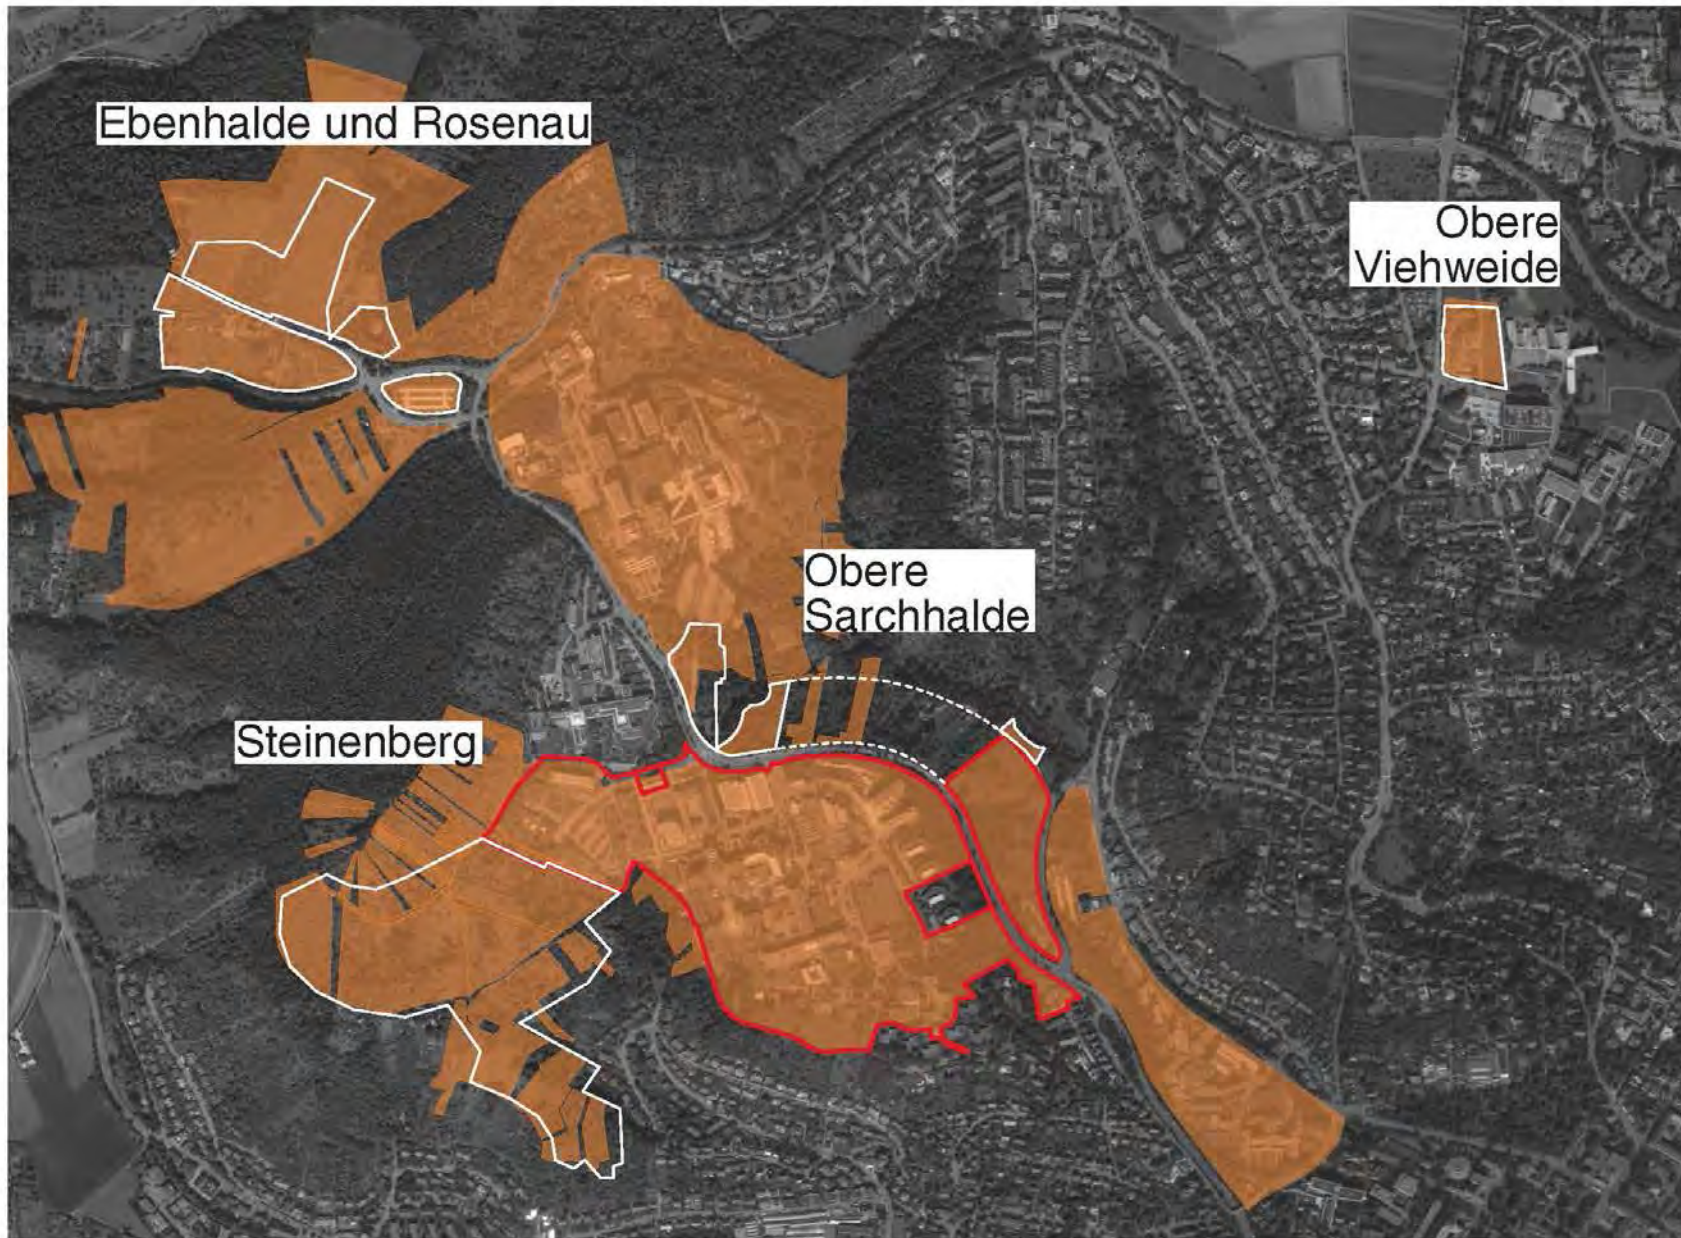 Ebenhalde und Rosenau
Obere
Viehweide
Obere
Sarchhalde
Steinenberg